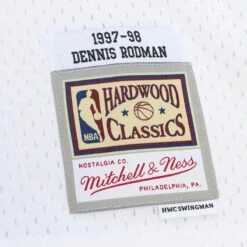 1997-98
DENNIS RODMAN
HARDWOOD
NBA
CLASSICS
NOSTALGIA CO.
Mitchell & Ness
PHILADELPHIA, PA.
HWC SWINGMAN